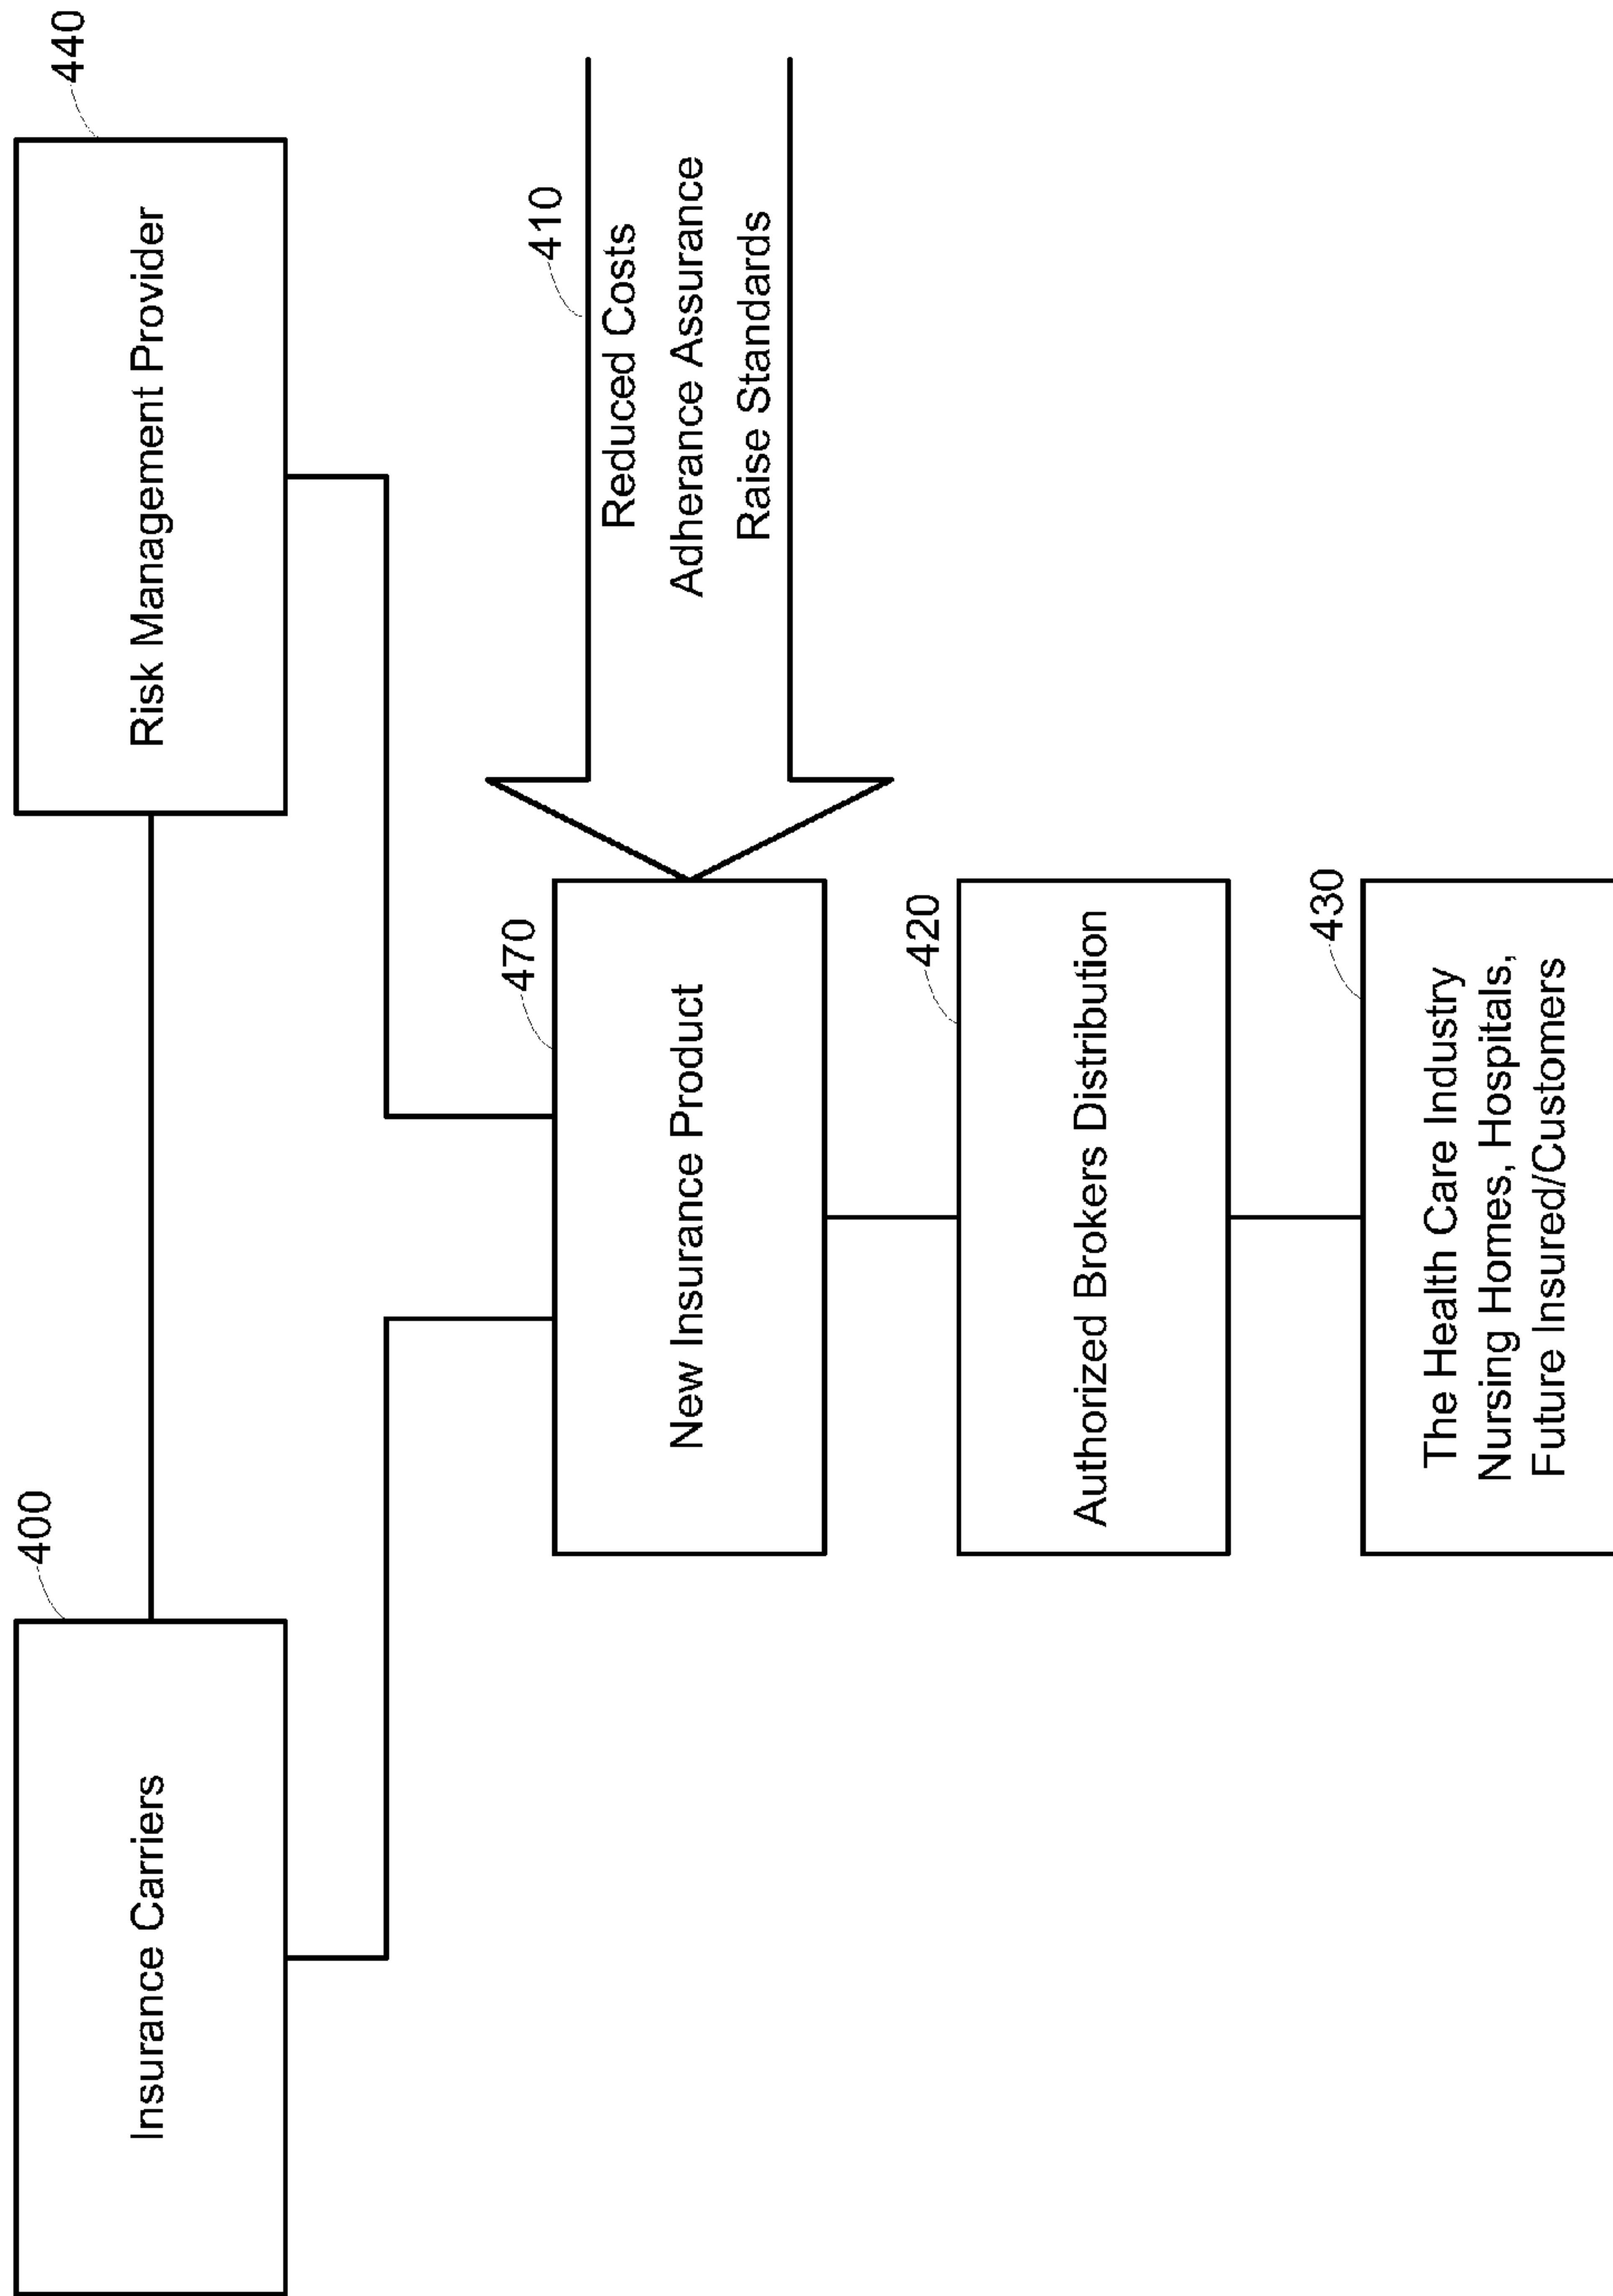 400
Insurance Carriers
440
Risk Management Provider
470
New Insurance Product
410
Reduced Costs
Adherance Assurance
Raise Standards
420
Authorized Brokers Distribution
430
The Health Care Industry
Nursing Homes, Hospitals,
Future Insured/Customers